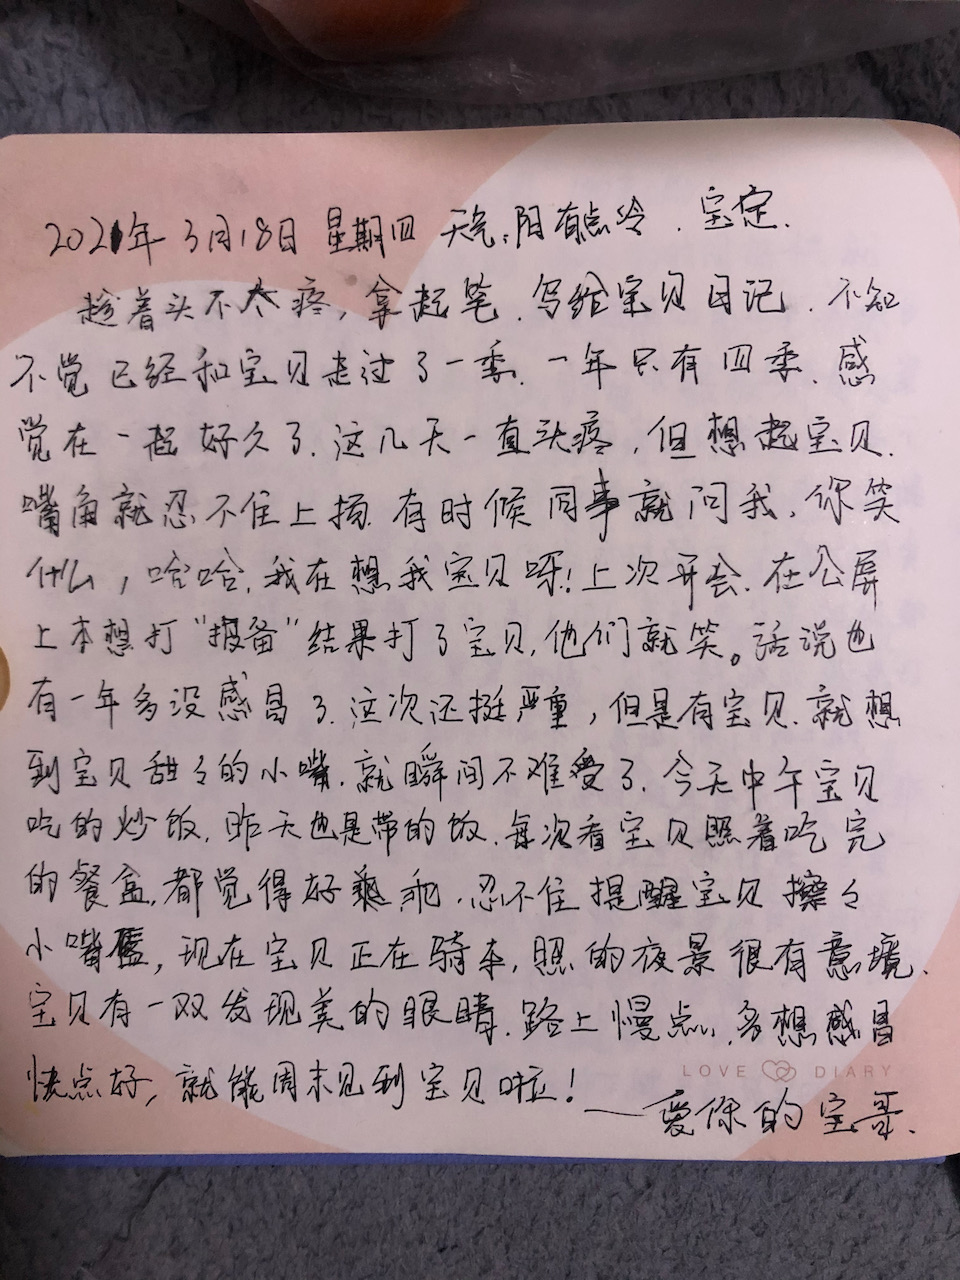 2021年3月18日 星期四 天气:阳有点冷.宝定.
趁着头不太疼,拿起笔.写给宝贝日记.不知
不觉已经和宝贝走过了一季.一年只有四季.感
觉在一起好久了.这几天一直头疼,但想起宝贝.
嘴角就忍不住上扬.有时候同事就问我.你笑
什么,哈哈.我在想我宝贝呀!上次开会.在公屏
上本想打"报备"结果打了宝贝.他们就笑。话说也
有一年多没感冒了.这次还挺严重,但是有宝贝.就想
到宝贝甜々的小嘴.就瞬间不难受了.今天中午宝贝
吃的炒饭.昨天也是带的饭.每次看宝贝照着吃完
的餐盒.都觉得好乖.忍不住提醒宝贝擦々
小嘴,现在宝贝正在骑车,照的夜景很有意境.
宝贝有一双发现美的眼睛.路上慢点.多想感冒
快点好,就能周末见到宝贝啦!
LOVE DIARY
——爱你的宝哥.